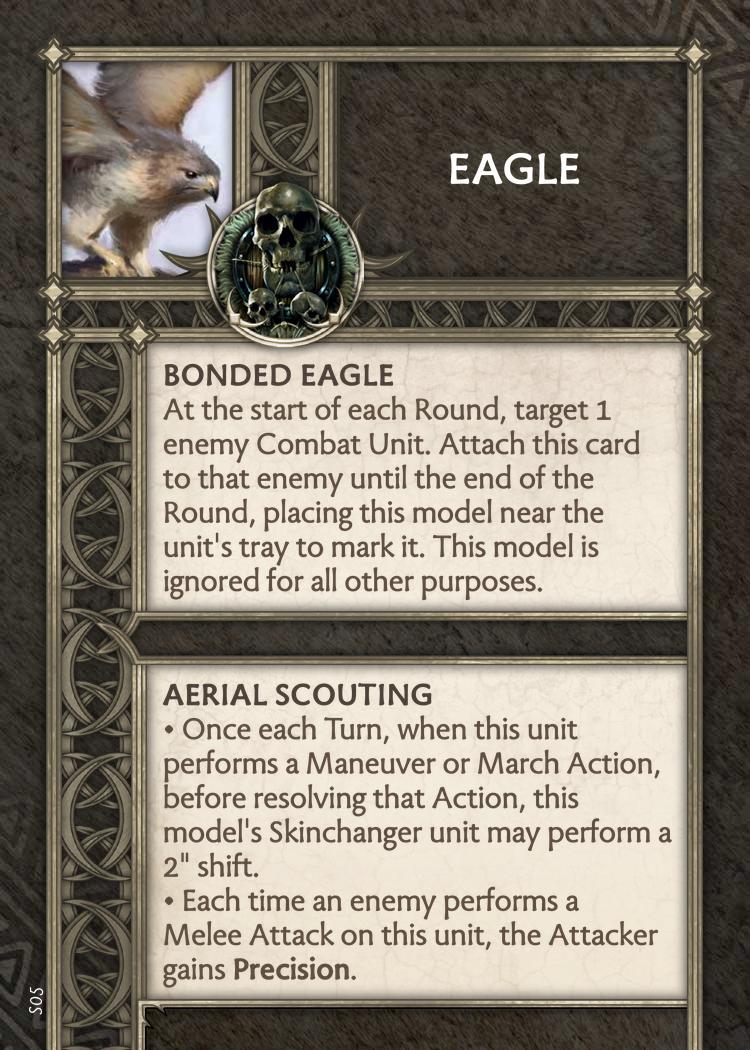 EAGLE
BONDED EAGLE
At the start of each Round, target 1
enemy Combat Unit. Attach this card
to that enemy until the end of the
Round, placing this model near the
unit's tray to mark it. This model is
ignored for all other purposes.
AERIAL SCOUTING
• Once each Turn, when this unit
performs a Maneuver or March Action,
before resolving that Action, this
model's Skinchanger unit may perform a
2" shift.
• Each time an enemy performs a
Melee Attack on this unit, the Attacker
gains Precision.
S05